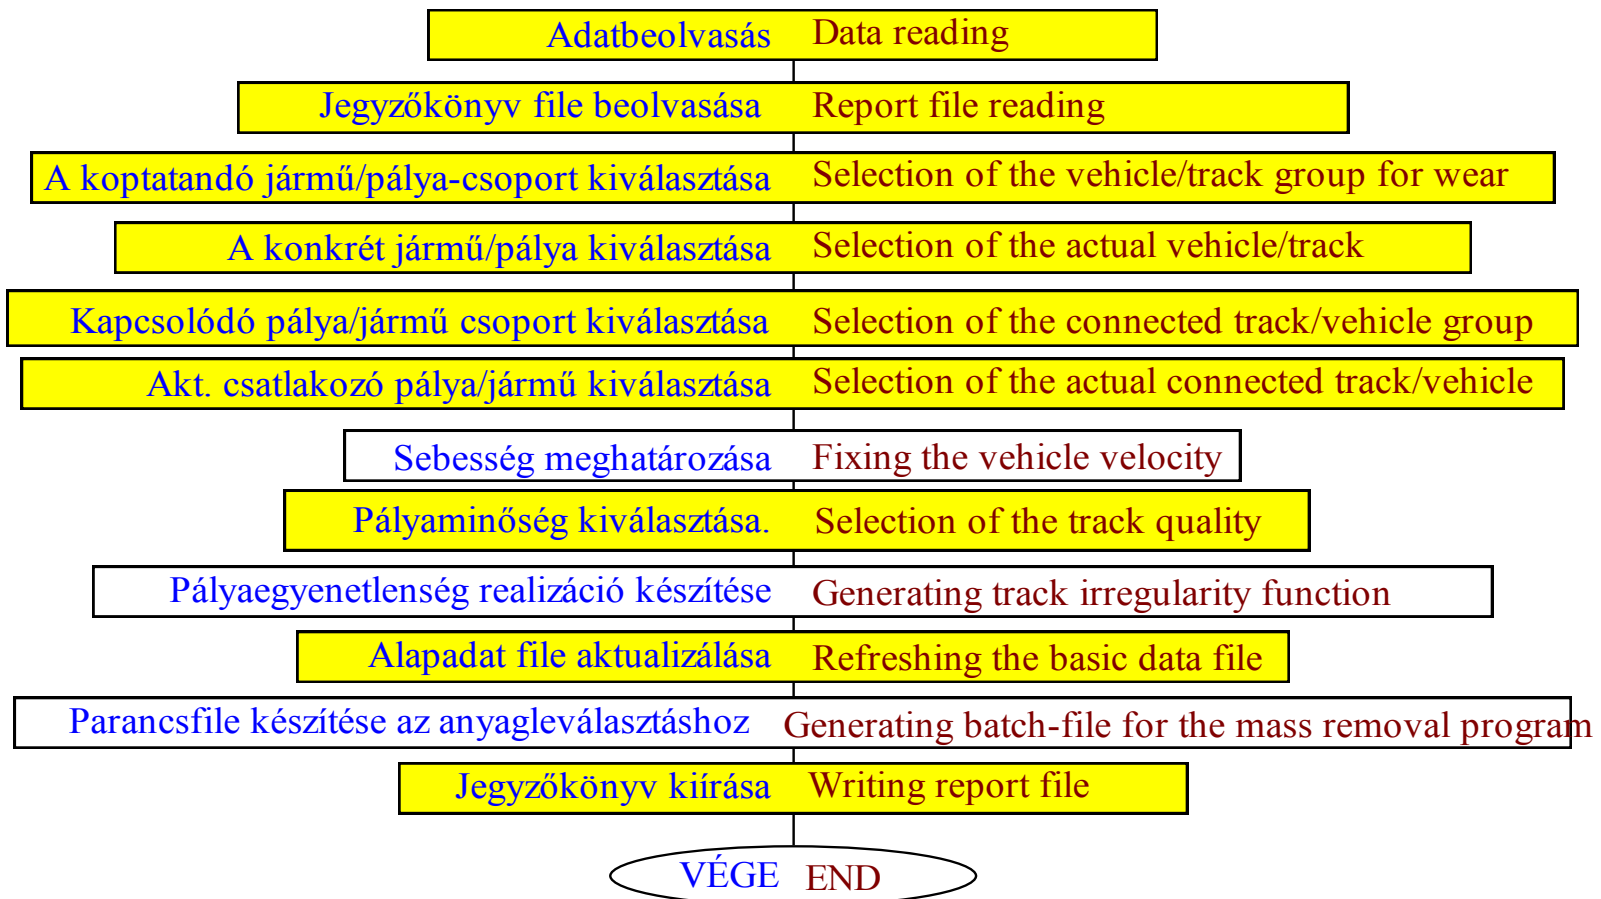 Adatbeolvasás Data reading
Jegyzőkönyv file beolvasása Report file reading
A koptatandó jármű/pálya-csoport kiválasztása Selection of the vehicle/track group for wear
A konkrét jármű/pálya kiválasztása Selection of the actual vehicle/track
Kapcsolódó pálya/jármű csoport kiválasztása Selection of the connected track/vehicle group
Akt. csatlakozó pálya/jármű kiválasztása Selection of the actual connected track/vehicle
Sebesség meghatározása Fixing the vehicle velocity
Pályaminőség kiválasztása. Selection of the track quality
Pályaegyenetlenség realizáció készítése Generating track irregularity function
Alapadat file aktualizálása Refreshing the basic data file
Parancsfile készítése az anyagleválasztáshoz Generating batch-file for the mass removal program
Jegyzőkönyv kiírása Writing report file
VÉGE END